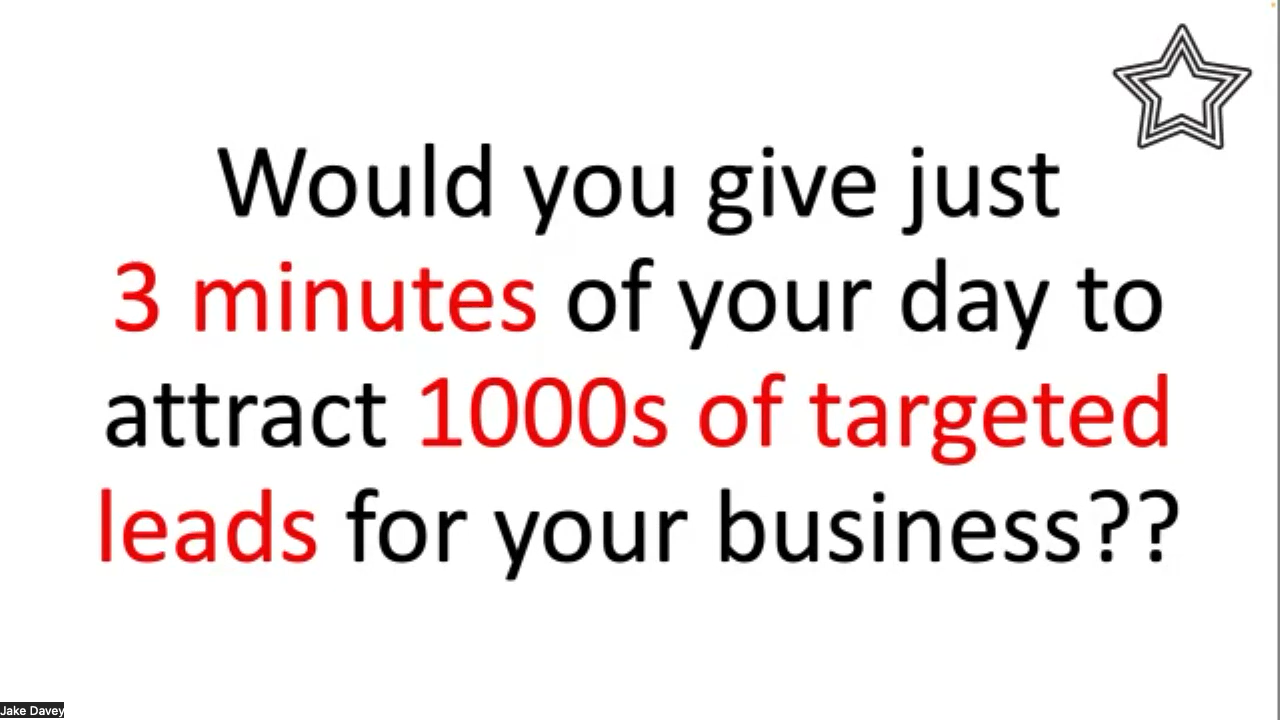 Would you give just
3 minutes of your day to
attract 1000s of targeted
leads for your business??
Jake Davey